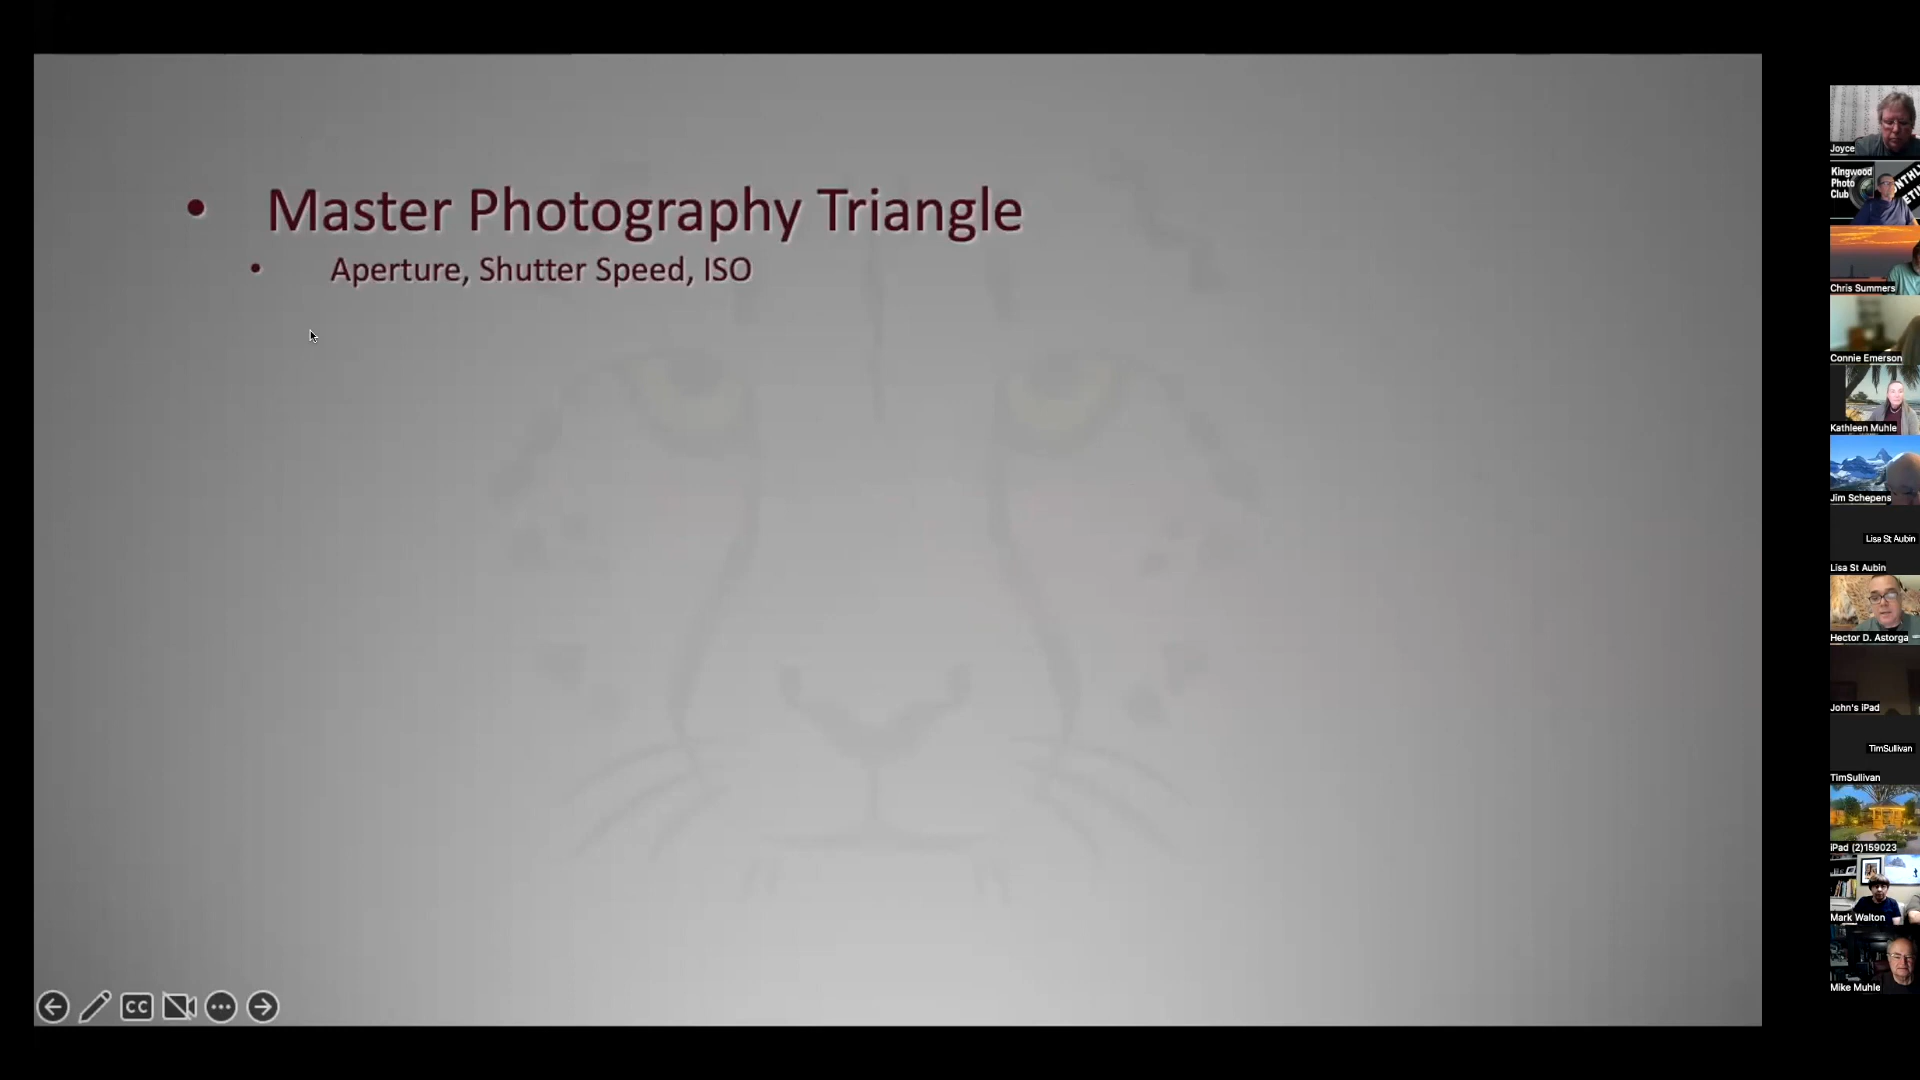 • Master Photography Triangle
• Aperture, Shutter Speed, ISO
CC
Joyce
Kingwood
Photo
Club
Chris Summers
Connie Emerson
Kathleen Muhle
Jim Schepens
Lisa St Aubin
Lisa St Aubin
Hector D. Astorga
John's iPad
TimSullivan
TimSullivan
iPad (2)159023
Mark Walton
Mike Muhle